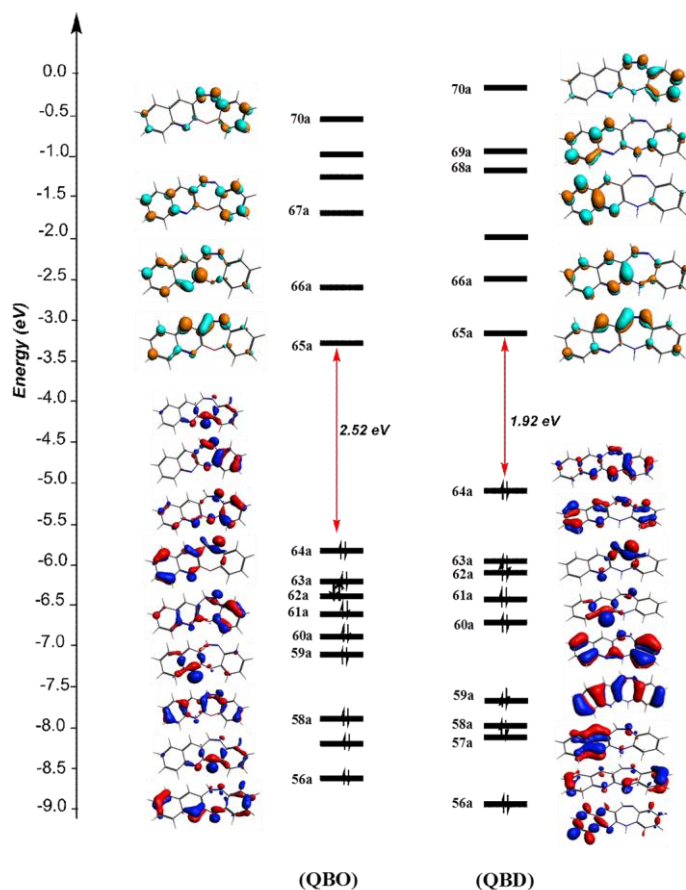 Energy (eV)
0.0
-0.5
-1.0
-1.5
-2.0
-2.5
-3.0
-3.5
-4.0
-4.5
-5.0
-5.5
-6.0
-6.5
-7.0
-7.5
-8.0
-8.5
-9.0
70a
67a
66a
65a
2.52 eV
64a
63a
62a
61a
60a
59a
58a
56a
70a
69a
68a
66a
65a
1.92 eV
64a
63a
62a
61a
60a
59a
58a
57a
56a
(QBO)
(QBD)